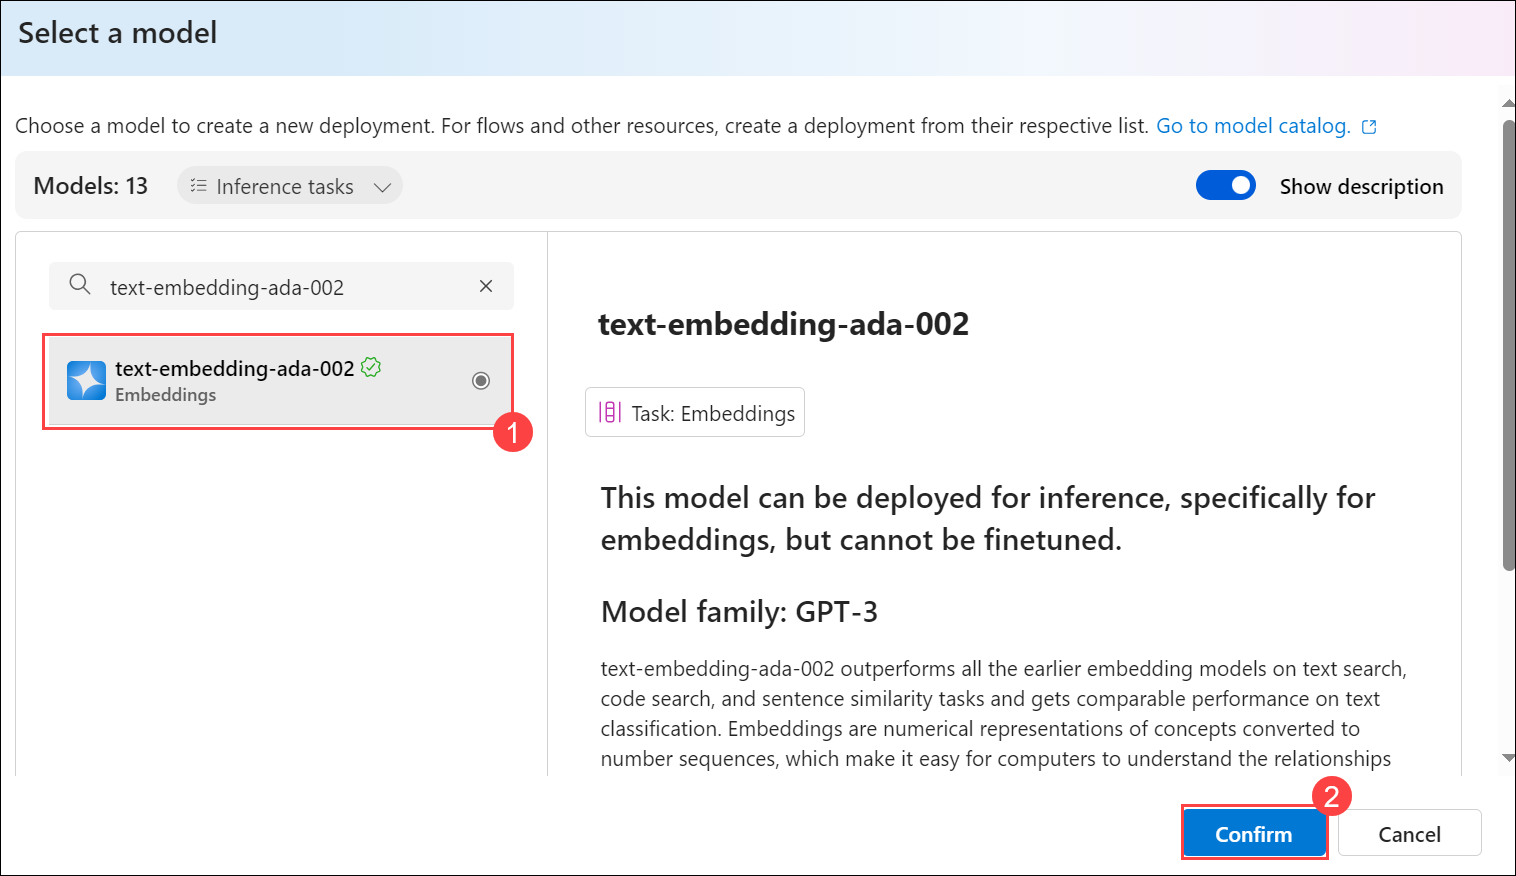 Select a model
Choose a model to create a new deployment. For flows and other resources, create a deployment from their respective list. Go to model catalog.
Models: 13
Inference tasks
Show description
text-embedding-ada-002
text-embedding-ada-002
Embeddings
1
text-embedding-ada-002
Task: Embeddings
This model can be deployed for inference, specifically for
embeddings, but cannot be finetuned.
Model family: GPT-3
text-embedding-ada-002 outperforms all the earlier embedding models on text search,
code search, and sentence similarity tasks and gets comparable performance on text
classification. Embeddings are numerical representations of concepts converted to
number sequences, which make it easy for computers to understand the relationships
2
Confirm
Cancel